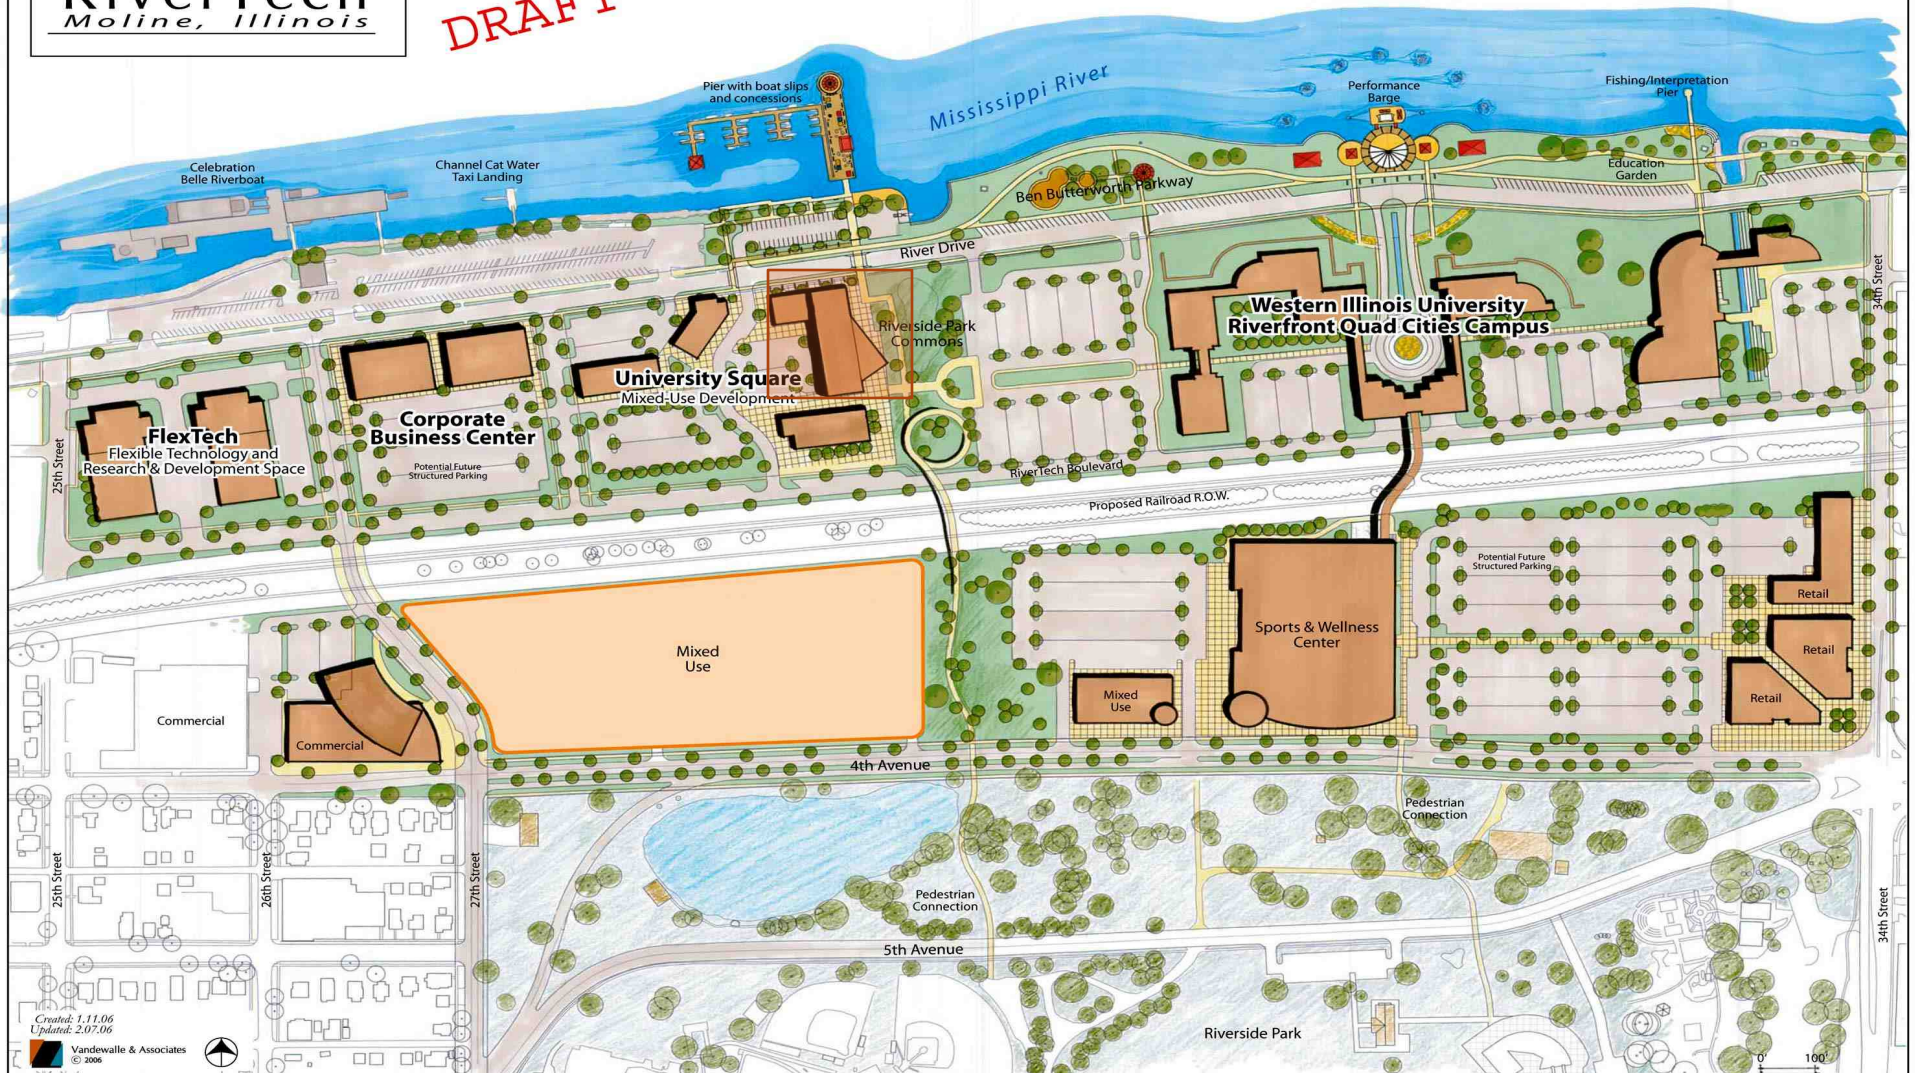 RiverTech
Moline, Illinois
DRAFT
Mississippi River
Pier with boat slips
and concessions
Performance
Barge
Fishing/Interpretation
Pier
Celebration
Belle Riverboat
Channel Cat Water
Taxi Landing
Education
Garden
Ben Butterworth Parkway
River Drive
34th Street
Riverside Park
Commons
Western Illinois University
Riverfront Quad Cities Campus
University Square
Mixed-Use Development
Corporate
Business Center
Potential Future
Structured Parking
FlexTech
Flexible Technology and
Research & Development Space
25th Street
RiverTech Boulevard
Proposed Railroad R.O.W.
Potential Future
Structured Parking
Retail
Retail
Retail
Sports & Wellness
Center
Mixed
Use
Mixed
Use
Commercial
Commercial
4th Avenue
Pedestrian
Connection
25th Street
26th Street
27th Street
Pedestrian
Connection
34th Street
5th Avenue
Riverside Park
Created: 1.11.06
Updated: 2.07.06
Vandewalle & Associates
© 2006
0'
100'